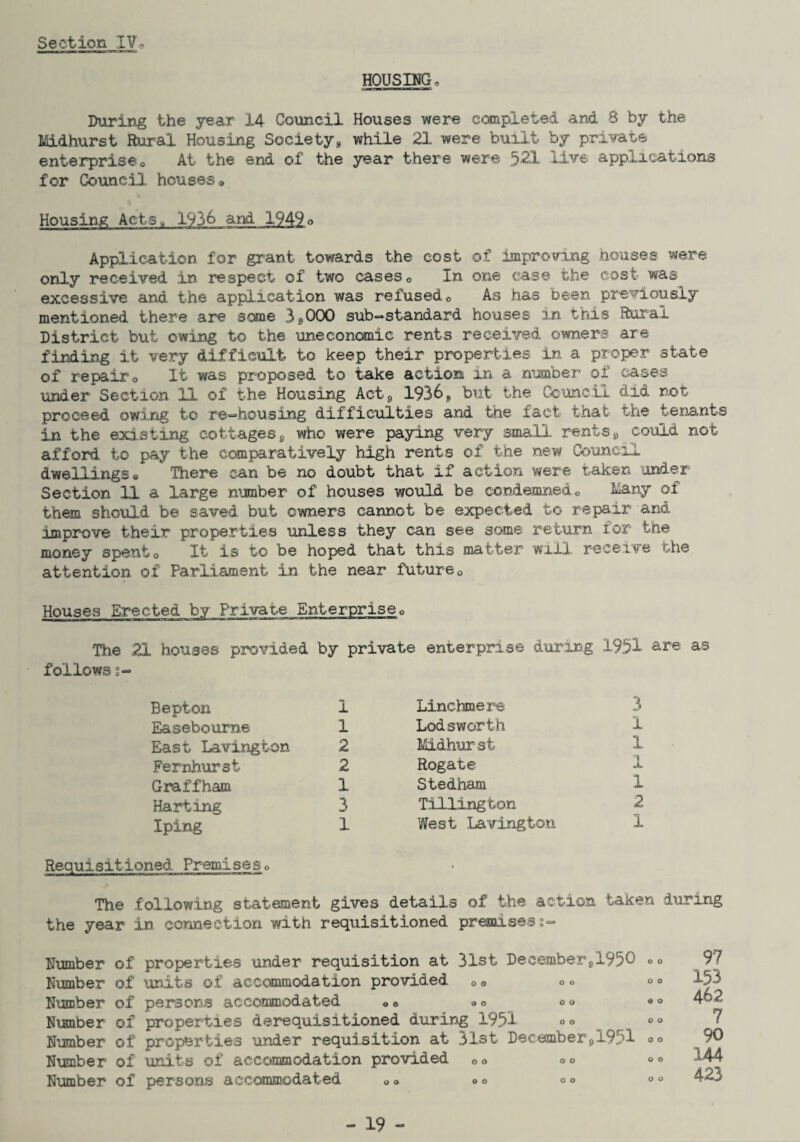 Section IV.
HOUSING.
During the year 14 Council Houses were completed and 8 by the
Midhurst Rural Housing Society, while 21 were built by private
enterprise. At the end of the year there were 521 live applications
for Council houses.
Housing Acts, 1936 and 1949.
Application for grant towards the cost of improving houses were
only received in respect of two cases. In one case the cost was
excessive and the application was refused. As has been previously
mentioned there are some 3,000 sub-standard houses in this Rural
District but owing to the uneconomic rents received owners are
finding it very difficult to keep their properties in a proper state
of repair. It was proposed to take action in a number of cases
under Section 11 of the Housing Act, 1936, but the Council did not
proceed owing to re-housing difficulties and the fact that the tenants
in the existing cottages, who were paying very small rents, could not
afford to pay the comparatively high rents of the new Council
dwellings. There can be no doubt that if action were taken under
Section 11 a large number of houses would be condemned. Many of
them should be saved but owners cannot be expected to repair and
improve their properties unless they can see some return for the
money spent. It is to be hoped that this matter will receive the
attention of Parliament in the near future.
Houses Erected by Private Enterprise.
The 21 houses provided by private enterprise during 1951 are as
follows:-
Bepton 1 Linchmere 3
Easebourne 1 Lodsworth 1
East Lavington 2 Midhurst 1
Fernhurst 2 Rogate 1
Graffham 1 Stedham 1
Harting 3 Tillington 2
Iping 1 West Lavington 1
Requisitioned Premises.
The following statement gives details of the action taken during
the year in connection with requisitioned premises:-
Number of properties under requisition at 31st December,1950 .. 97
Number of units of accommodation provided .. .. .. 153
Number of persons accommodated .. .. .. .. 462
Number of properties derequisitioned during 1951 .. .. 7
Number of properties under requisition at 31st December,1951 .. 90
Number of units of accommodation provided .. .. .. 144
Number of persons accommodated .. .. .. .. 423
- 19 -